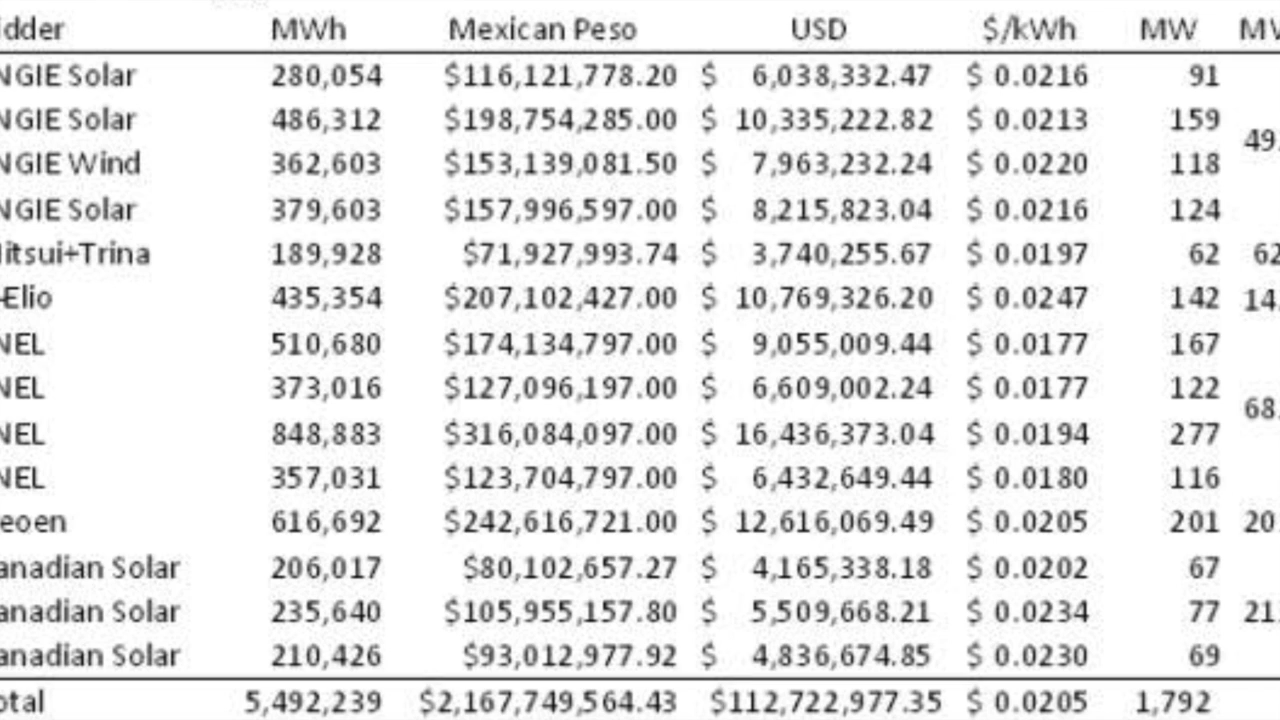 idder MWh Mexican Peso USD $/kWh MW MW
NGIE Solar 280,054 $116,121,778.20 $ 6,038,332.47 $ 0.0216 91
NGIE Solar 486,312 $198,754,285.00 $ 10,335,222.82 $ 0.0213 159
49
NGIE Wind 362,603 $153,139,081.50 $ 7,963,232.24 $ 0.0220 118
NGIE Solar 379,603 $157,996,597.00 $ 8,215,823.04 $ 0.0216 124
itsui+Trina 189,928 $71,927,993.74 $ 3,740,255.67 $ 0.0197 62 62
-Elio 435,354 $207,102,427.00 $ 10,769,326.20 $ 0.0247 142 14
NEL 510,680 $174,134,797.00 $ 9,055,009.44 $ 0.0177 167
NEL 373,016 $127,096,197.00 $ 6,609,002.24 $ 0.0177 122
68
NEL 848,883 $316,084,097.00 $ 16,436,373.04 $ 0.0194 277
NEL 357,031 $123,704,797.00 $ 6,432,649.44 $ 0.0180 116
eoen 616,692 $242,616,721.00 $ 12,616,069.49 $ 0.0205 201 20
anadian Solar 206,017 $80,102,657.27 $ 4,165,338.18 $ 0.0202 67
anadian Solar 235,640 $105,955,157.80 $ 5,509,668.21 $ 0.0234 77 21
anadian Solar 210,426 $93,012,977.92 $ 4,836,674.85 $ 0.0230 69
otal 5,492,239 $2,167,749,564.43 $112,722,977.35 $ 0.0205 1,792